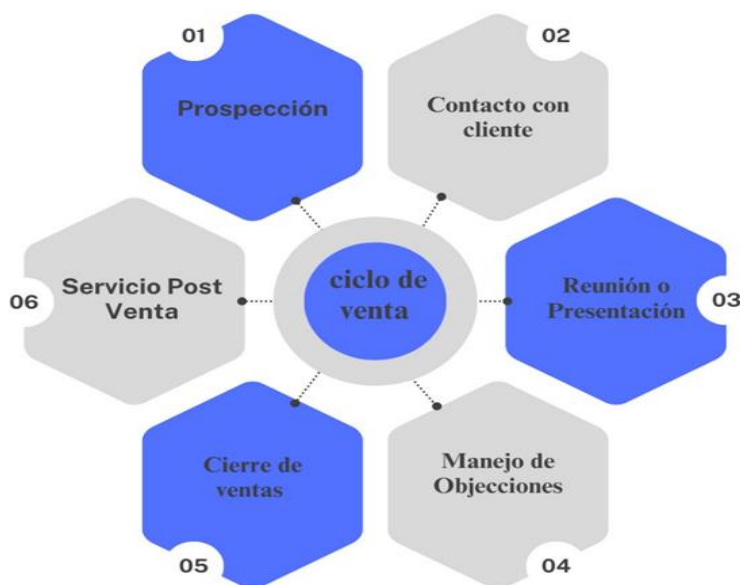 01
Prospección
02
Contacto con
cliente
Reunión o
Presentación
03
Manejo de
Objecciones
04
Cierre de
ventas
05
Servicio Post
Venta
06
ciclo de
venta